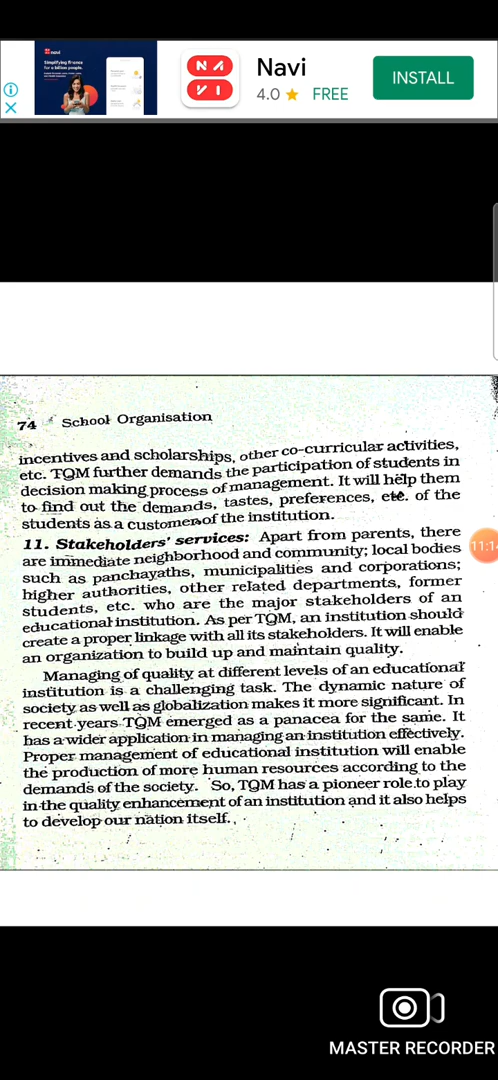 navi
Simplifying finance
for a billion people.
NA
VI
Navi
4.0 ★ FREE
INSTALL
74 School Organisation
incentives and scholarships, other co-curricular activities,
etc. TQM further demands the participation of students in
decision making process of management. It will help them
to find out the demands, tastes, preferences, etc. of the
students as a customer of the institution.
11. Stakeholders' services: Apart from parents, there
are immediate neighborhood and community; local bodies
such as panchayaths, municipalities and corporations;
higher authorities, other related departments, former
students, etc. who are the major stakeholders of an
educational institution. As per TQM, an institution should
create a proper linkage with all its stakeholders. It will enable
an organization to build up and maintain quality.
Managing of quality at different levels of an educational
institution is a challenging task. The dynamic nature of
society as well as globalization makes it more significant. In
recent years TQM emerged as a panacea for the same. It
has a wider application in managing an institution effectively.
Proper management of educational institution will enable
the production of more human resources according to the
demands of the society. So, TQM has a pioneer role to play
in the quality enhancement of an institution and it also helps
to develop our nation itself.
11:14
MASTER RECORDER